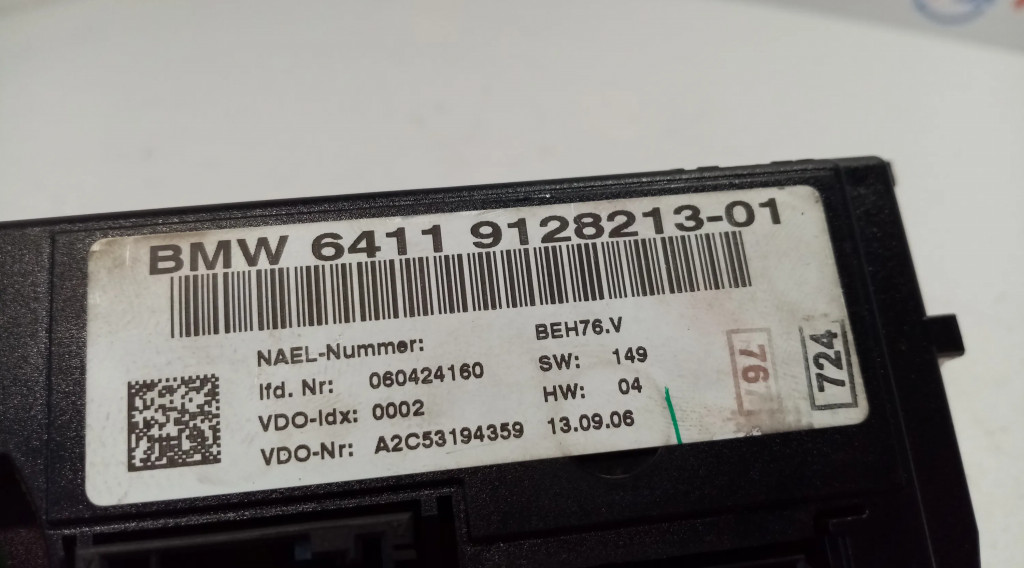 BMW 6411 9128213-01
NAEL-Nummer:
BEH76.V
lfd. Nr: 060424160
SW: 149
VDO-Idx: 0002
HW: 04
VDO-Nr: A2C53194359
13.09.06
76
724